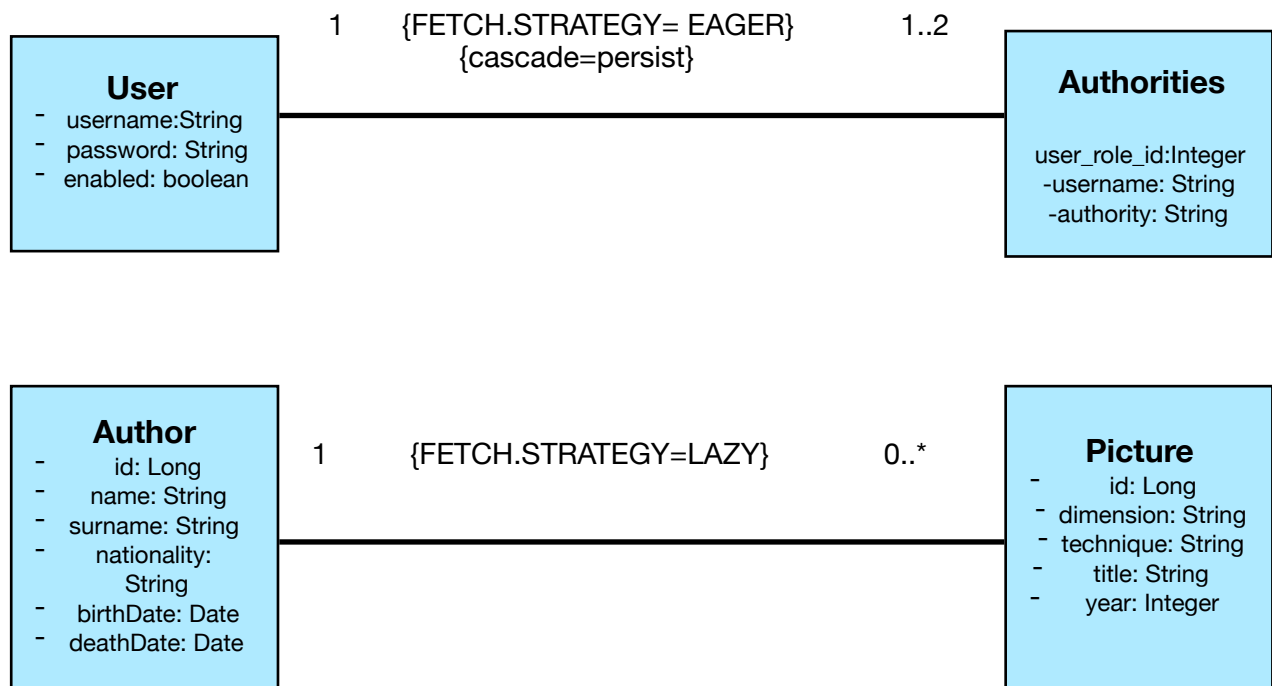 1 {FETCH.STRATEGY= EAGER} 1..2
{cascade=persist}
User
- username:String
- password: String
- enabled: boolean
Authorities
user_role_id:Integer
-username: String
-authority: String
Author
- id: Long
- name: String
- surname: String
- nationality:
String
- birthDate: Date
- deathDate: Date
1 {FETCH.STRATEGY=LAZY} 0..*
Picture
- id: Long
- dimension: String
- technique: String
- title: String
- year: Integer